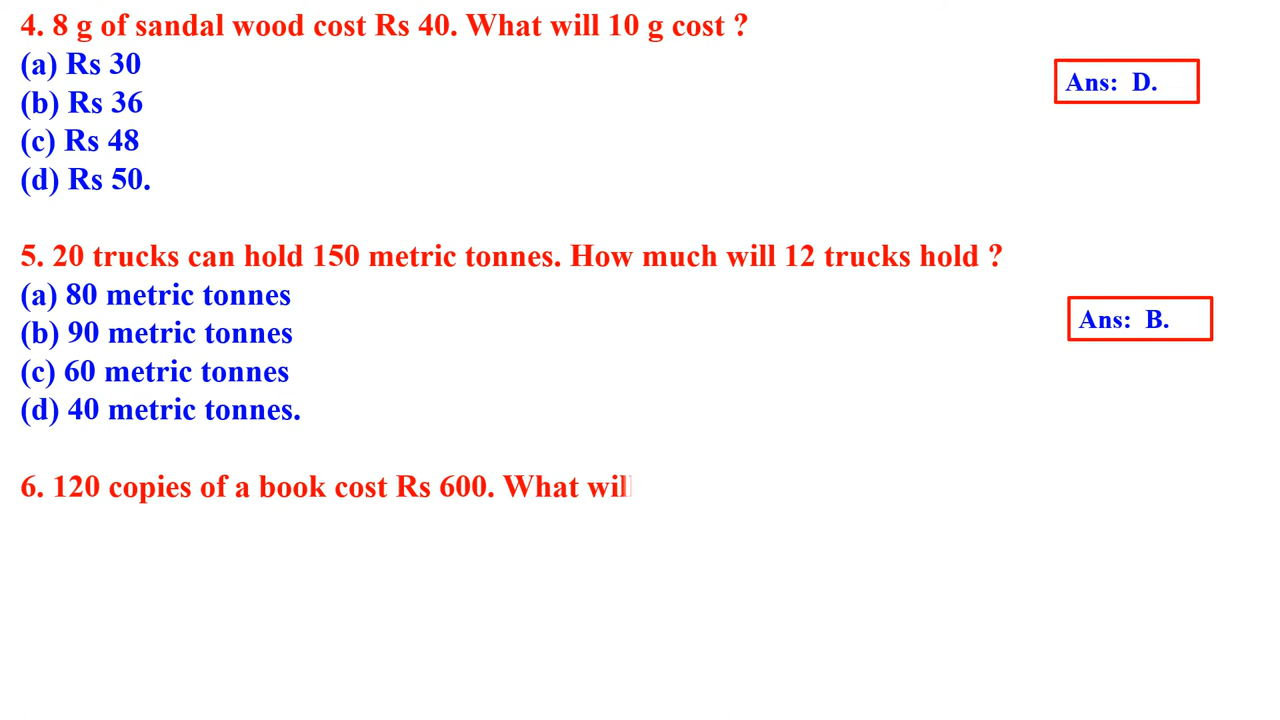 4. 8 g of sandal wood cost Rs 40. What will 10 g cost ?
(a) Rs 30
(b) Rs 36
(c) Rs 48
(d) Rs 50.
Ans: D.
5. 20 trucks can hold 150 metric tonnes. How much will 12 trucks hold ?
(a) 80 metric tonnes
(b) 90 metric tonnes
(c) 60 metric tonnes
(d) 40 metric tonnes.
Ans: B.
6. 120 copies of a book cost Rs 600. What will